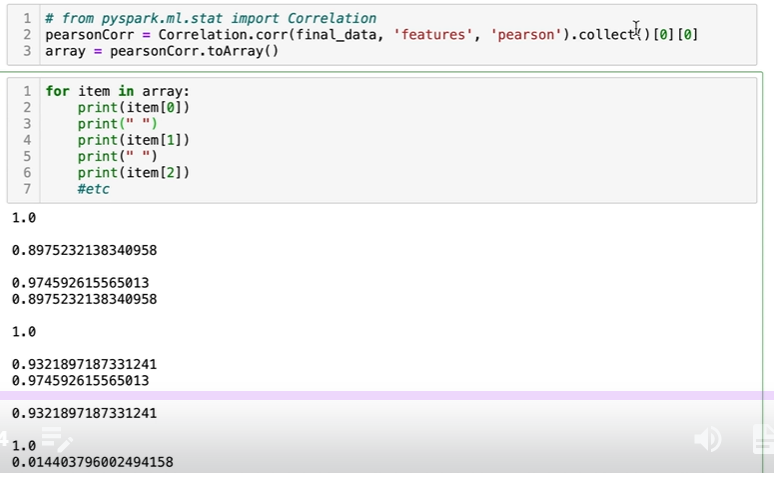 1 # from pyspark.ml.stat import Correlation
2 pearsonCorr = Correlation.corr(final_data, 'features', 'pearson').collect()[0][0]
3 array = pearsonCorr.toArray()
1 for item in array:
2     print(item[0])
3     print(" ")
4     print(item[1])
5     print(" ")
6     print(item[2])
7     #etc
1.0
0.8975232138340958
0.974592615565013
0.8975232138340958
1.0
0.9321897187331241
0.974592615565013
0.9321897187331241
1.0
0.014403796002494158